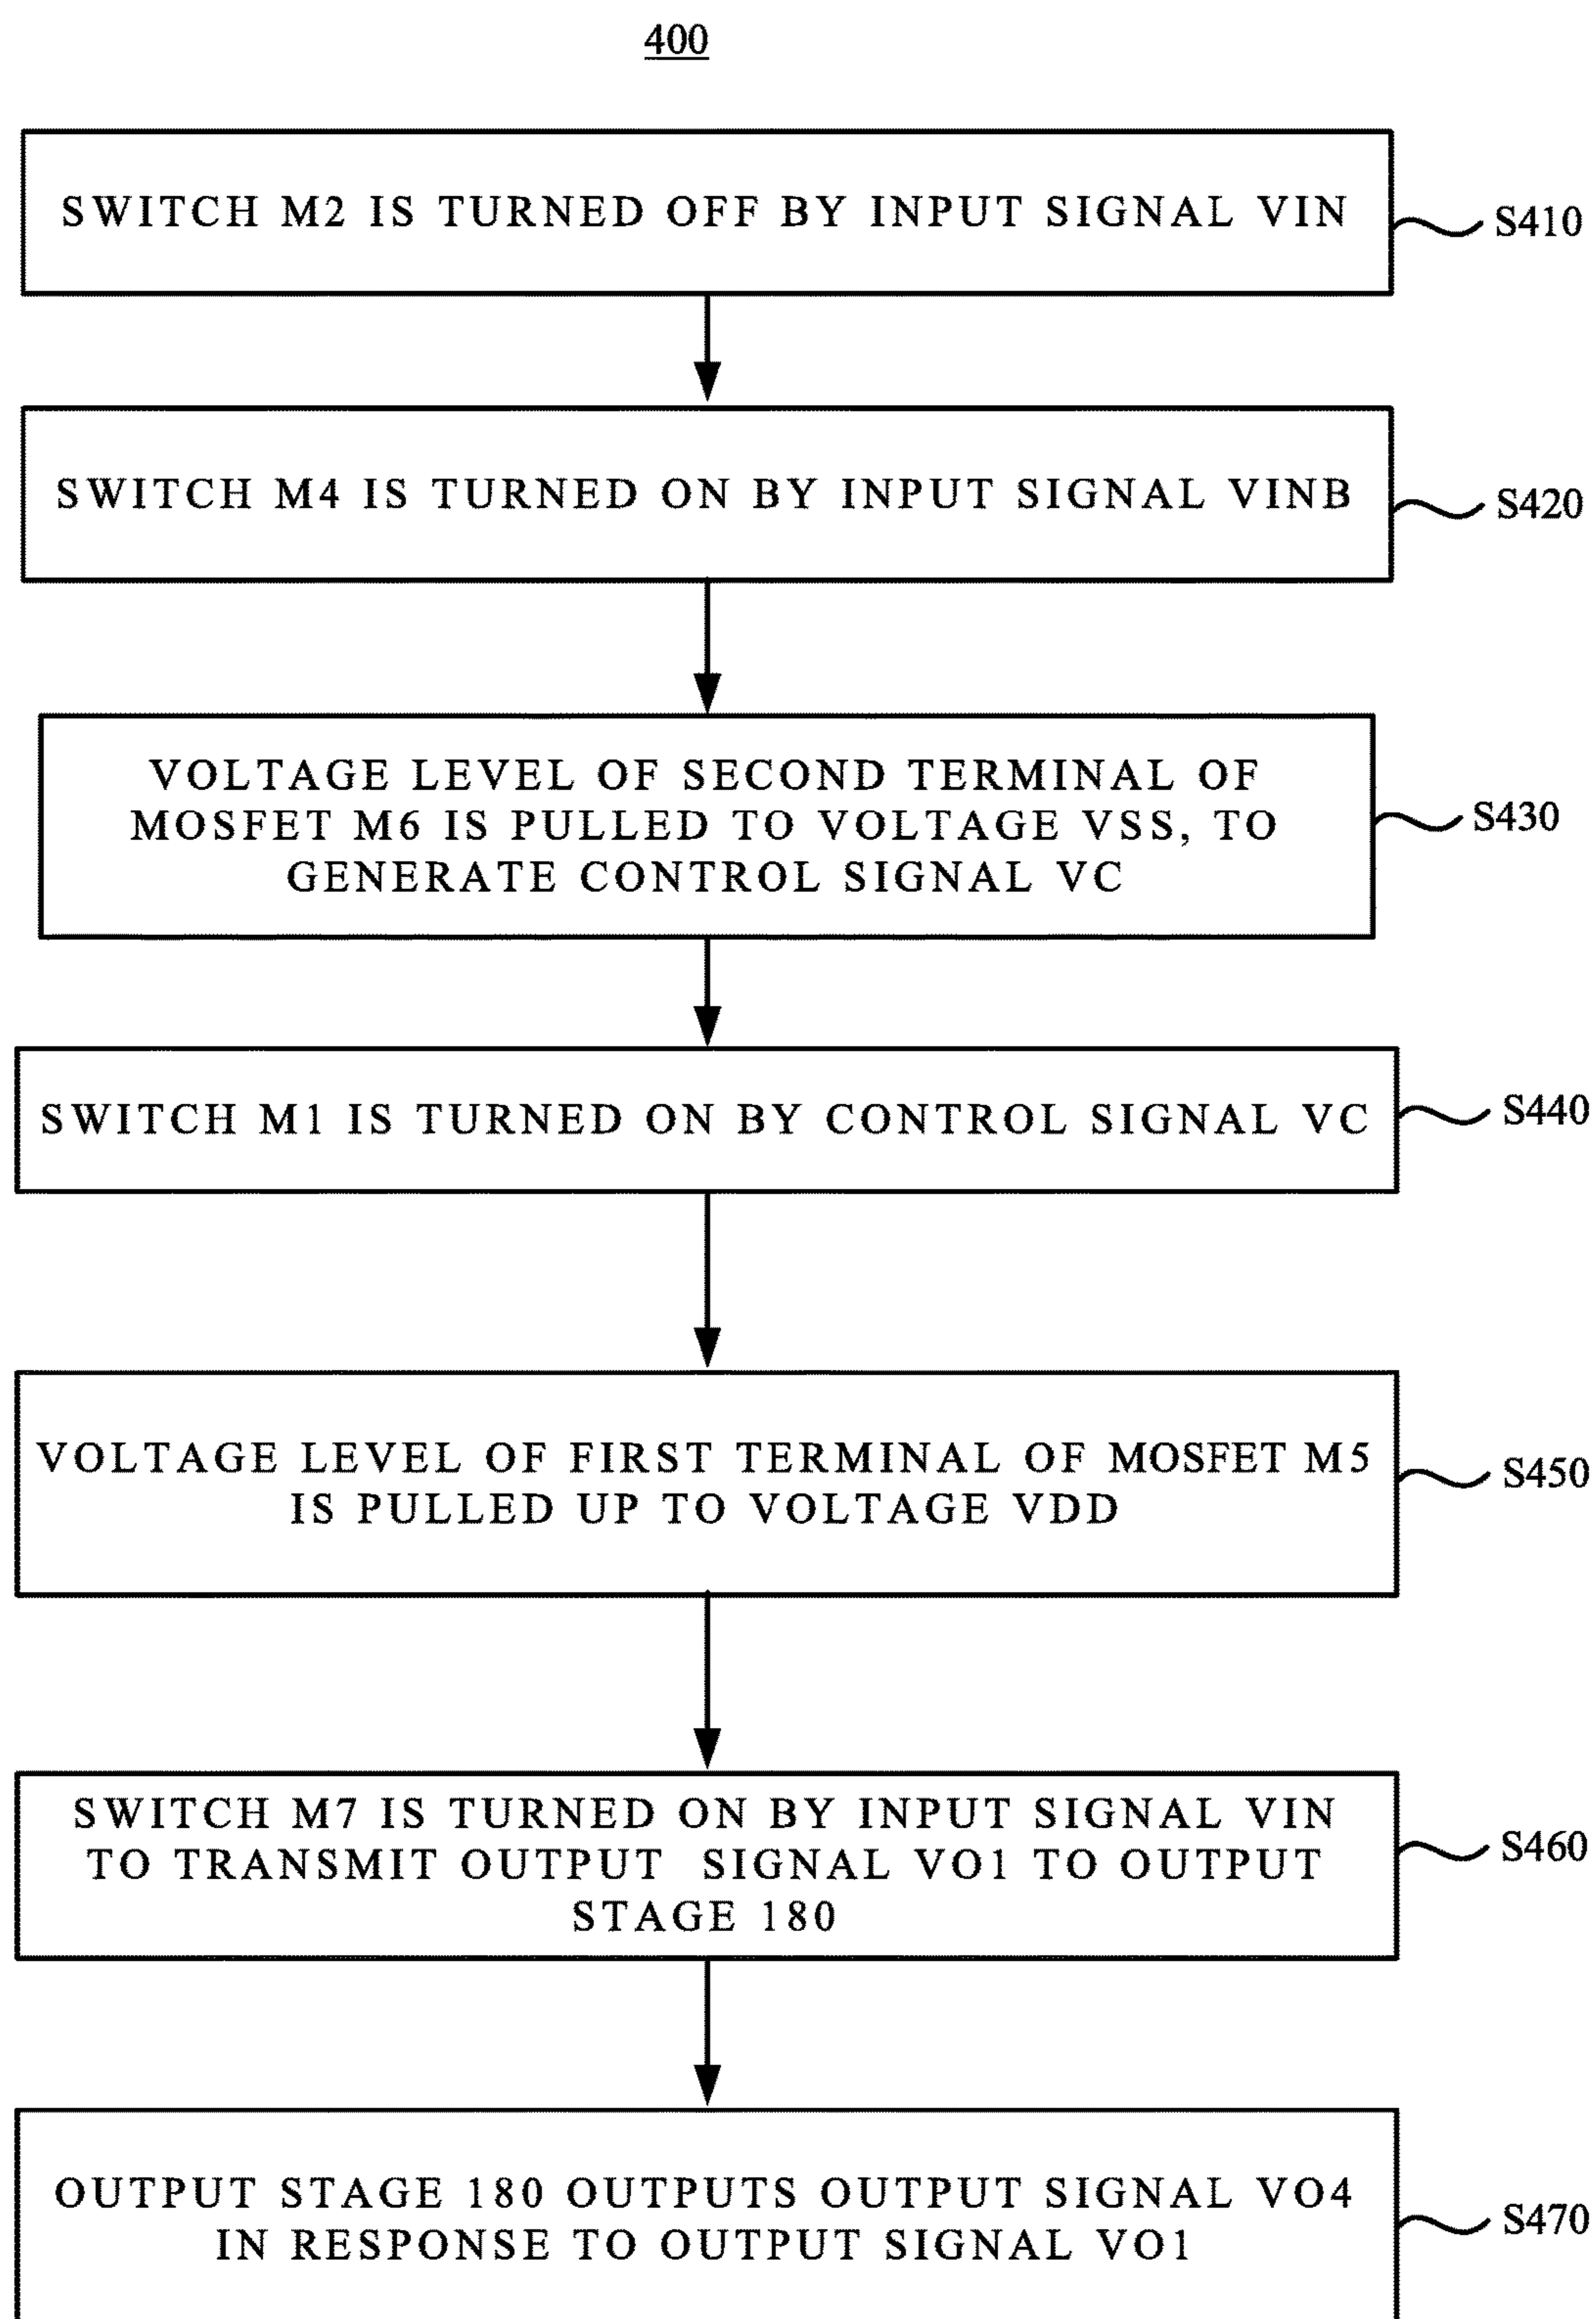 400
SWITCH M2 IS TURNED OFF BY INPUT SIGNAL VIN
S410
SWITCH M4 IS TURNED ON BY INPUT SIGNAL VINB
S420
VOLTAGE LEVEL OF SECOND TERMINAL OF
MOSFET M6 IS PULLED TO VOLTAGE VSS, TO
GENERATE CONTROL SIGNAL VC
S430
SWITCH M1 IS TURNED ON BY CONTROL SIGNAL VC
S440
VOLTAGE LEVEL OF FIRST TERMINAL OF MOSFET M5
IS PULLED UP TO VOLTAGE VDD
S450
SWITCH M7 IS TURNED ON BY INPUT SIGNAL VIN
TO TRANSMIT OUTPUT SIGNAL VO1 TO OUTPUT
STAGE 180
S460
OUTPUT STAGE 180 OUTPUTS OUTPUT SIGNAL VO4
IN RESPONSE TO OUTPUT SIGNAL VO1
S470